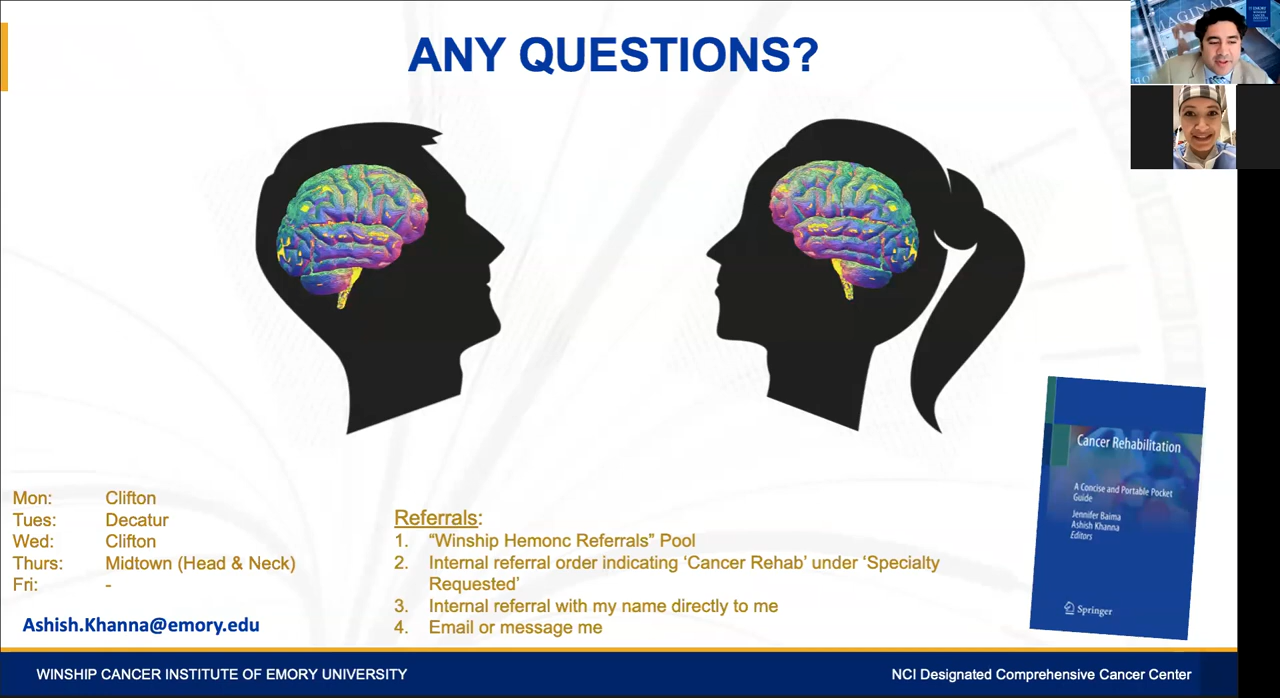 ANY QUESTIONS?
Mon: Clifton
Tues: Decatur
Wed: Clifton
Thurs: Midtown (Head & Neck)
Fri: -
Ashish.Khanna@emory.edu
Referrals:
1. “Winship Hemonc Referrals” Pool
2. Internal referral order indicating ‘Cancer Rehab’ under ‘Specialty
Requested’
3. Internal referral with my name directly to me
4. Email or message me
Cancer Rehabilitation
A Concise and Portable Pocket
Guide
Jennifer Baima
Ashish Khanna
Editors
Springer
WINSHIP CANCER INSTITUTE OF EMORY UNIVERSITY
NCI Designated Comprehensive Cancer Center
EMORY